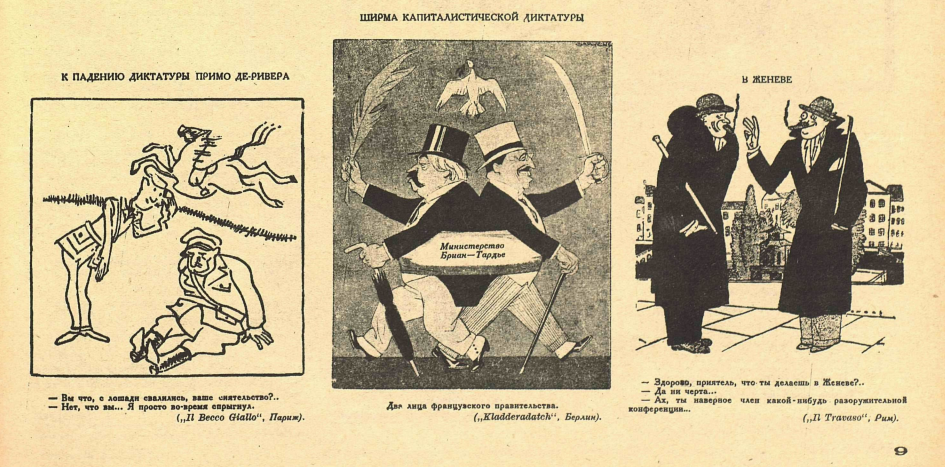 ШИРМА КАПИТАЛИСТИЧЕСКОЙ ДИКТАТУРЫ
К ПАДЕНИЮ ДИКТАТУРЫ ПРИМО ДЕ-РИВЕРА
— Вы что, с лошади свалились, ваше сиятельство?..
— Нет, что вы... Я просто во-время спрыгнул.
(„Il Becco Giallo“, Париж).
Министерство
Бриан—Тардье
Два лица французского правительства.
(„Kladderadatch“, Берлин).
В ЖЕНЕВЕ
— Здорово, приятель, что ты делаешь в Женеве?..
— Да ни черта...
— Ах, ты наверное член какой-нибудь разоружительной
конференции...
(„Il Travaso“, Рим).
9